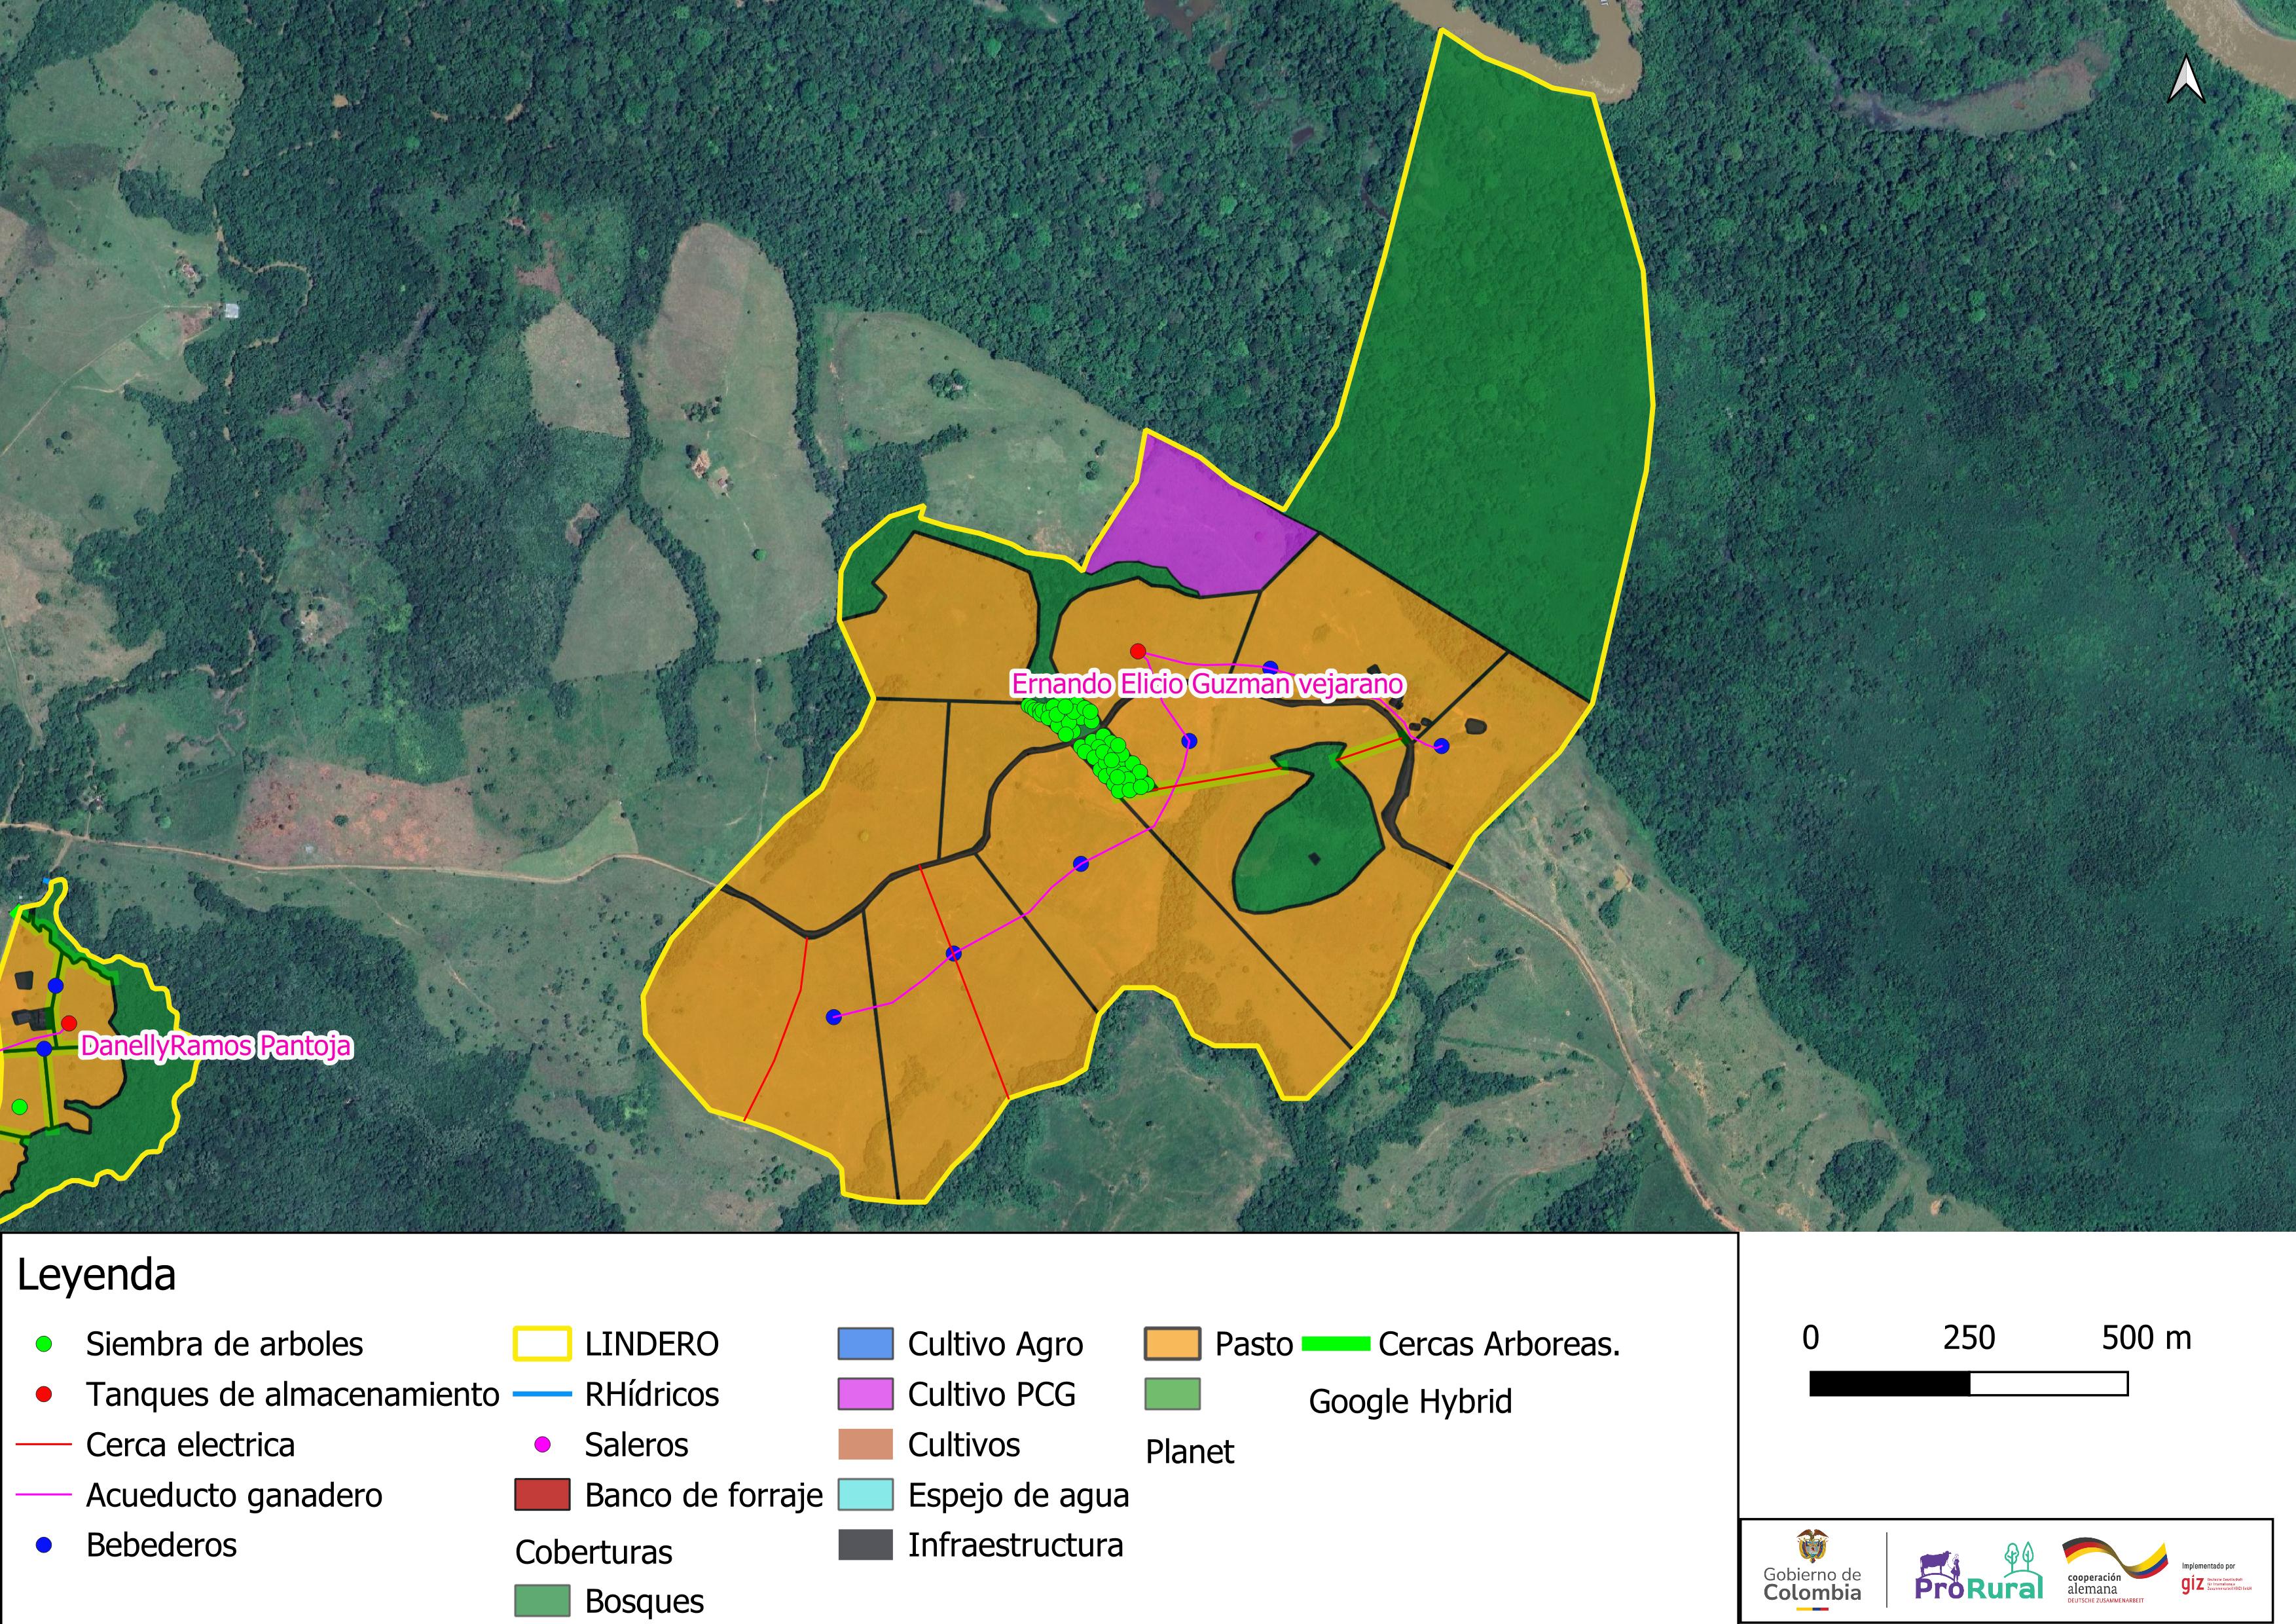 Ernando Elicio Guzman vejarano
DanellyRamos Pantoja
Leyenda
Siembra de arboles
Tanques de almacenamiento
Cerca electrica
Acueducto ganadero
Bebederos
LINDERO
RHídricos
Saleros
Banco de forraje
Coberturas
Bosques
Cultivo Agro
Cultivo PCG
Cultivos
Espejo de agua
Infraestructura
Pasto
Planet
Cercas Arboreas.
Google Hybrid
0 250 500 m
Gobierno de
Colombia
ProRural
cooperación
alemana
DEUTSCHE ZUSAMMENARBEIT
Implementado por
giz